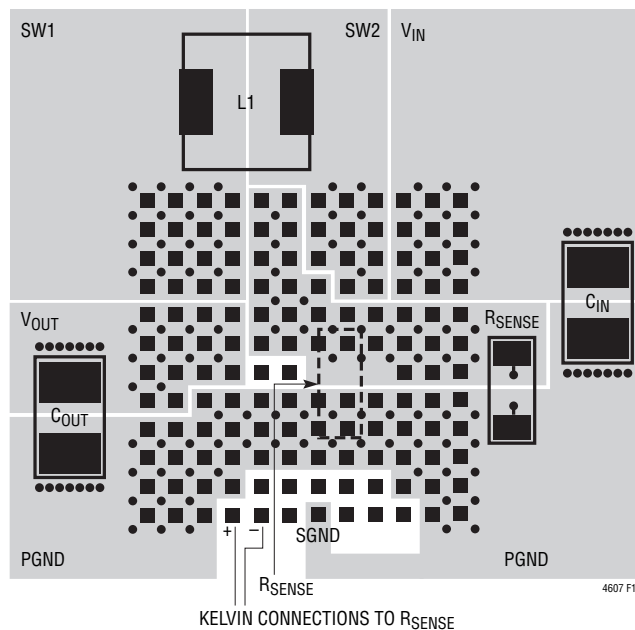 SW1
SW2
VIN
L1
VOUT
RSENSE
CIN
COUT
+
–
SGND
PGND
PGND
RSENSE
4607 F1
KELVIN CONNECTIONS TO RSENSE